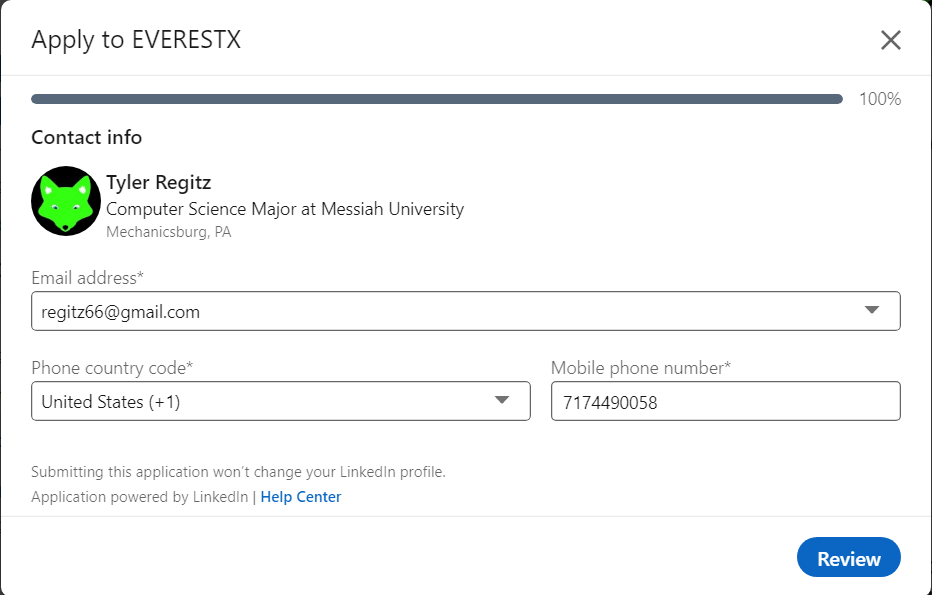 Apply to EVERESTX
100%
Contact info
Tyler Regitz
Computer Science Major at Messiah University
Mechanicsburg, PA
Email address*
regitz66@gmail.com
Phone country code*
United States (+1)
Mobile phone number*
7174490058
Submitting this application won’t change your LinkedIn profile.
Application powered by LinkedIn | Help Center
Review